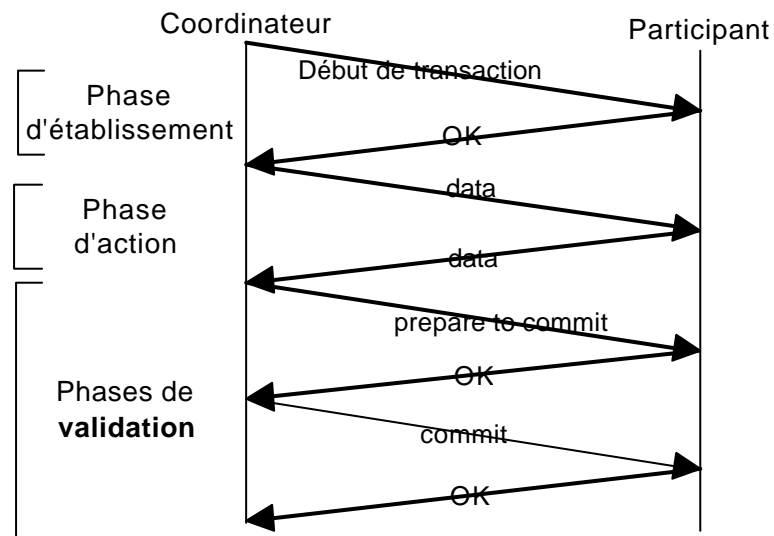 Coordinateur
Participant
Début de transaction
Phase
d'établissement
OK
data
Phase
d'action
data
prepare to commit
OK
Phases de
validation
commit
OK